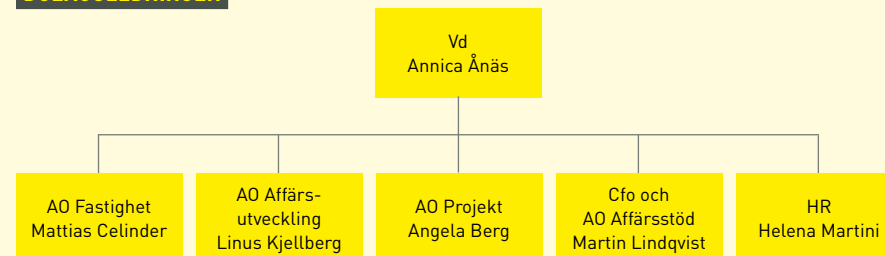 Vd
Annica Ånäs
AO Fastighet
Mattias Celinder
AO Affärs-
utveckling
Linus Kjellberg
AO Projekt
Angela Berg
Cfo och
AO Affärsstöd
Martin Lindqvist
HR
Helena Martini